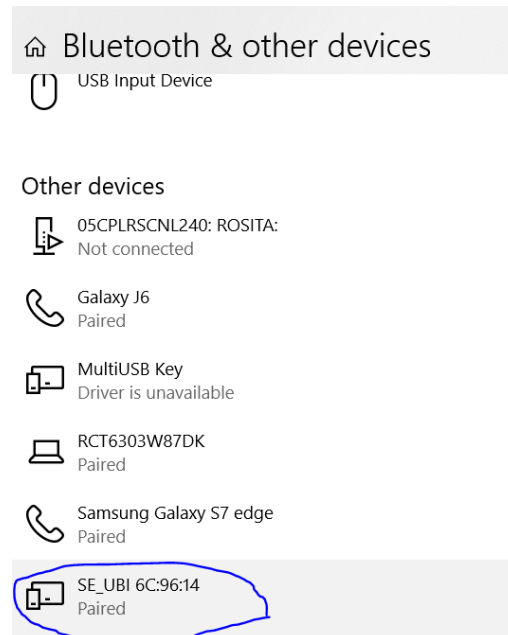 Bluetooth & other devices
USB Input Device
Other devices
05CPLRSCNL240: ROSITA:
Not connected
Galaxy J6
Paired
MultiUSB Key
Driver is unavailable
RCT6303W87DK
Paired
Samsung Galaxy S7 edge
Paired
SE_UBI 6C:96:14
Paired